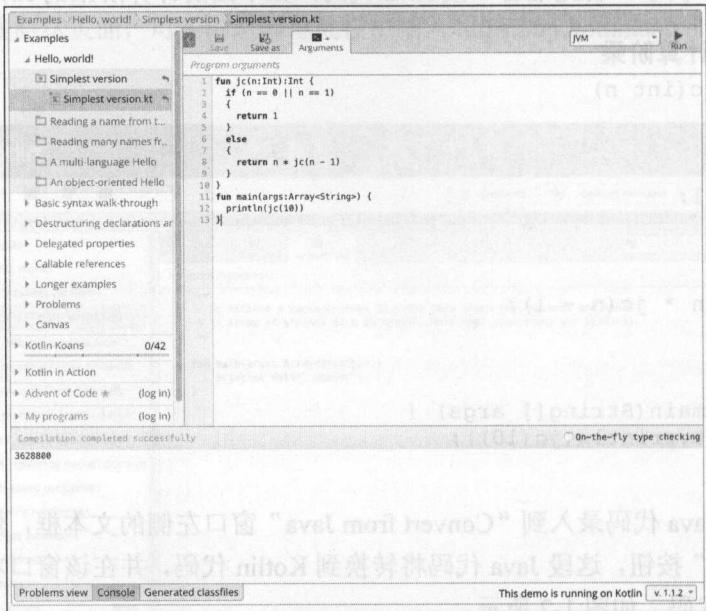 Examples Hello, world! Simplest version Simplest version.kt
Examples
Hello, world!
Simplest version
Simplest version.kt
Reading a name from t...
Reading many names fr...
A multi-language Hello
An object-oriented Hello
Basic syntax walk-through
Destructuring declarations ar
Delegated properties
Callable references
Longer examples
Problems
Canvas
Kotlin Koans 0/42
Kotlin in Action
Advent of Code (log in)
My programs (log in)
Save Save as Arguments JVM Run
Program arguments
1 fun jc(n:Int):Int {
2 if (n == 0 || n == 1)
3 {
4 return 1
5 }
6 else
7 {
8 return n * jc(n - 1)
9 }
10 }
11 fun main(args:Array<String>) {
12 println(jc(10))
13 }
Compilation completed successfully On-the-fly type checking
3628800
Problems view Console Generated classfiles This demo is running on Kotlin v. 1.1.2